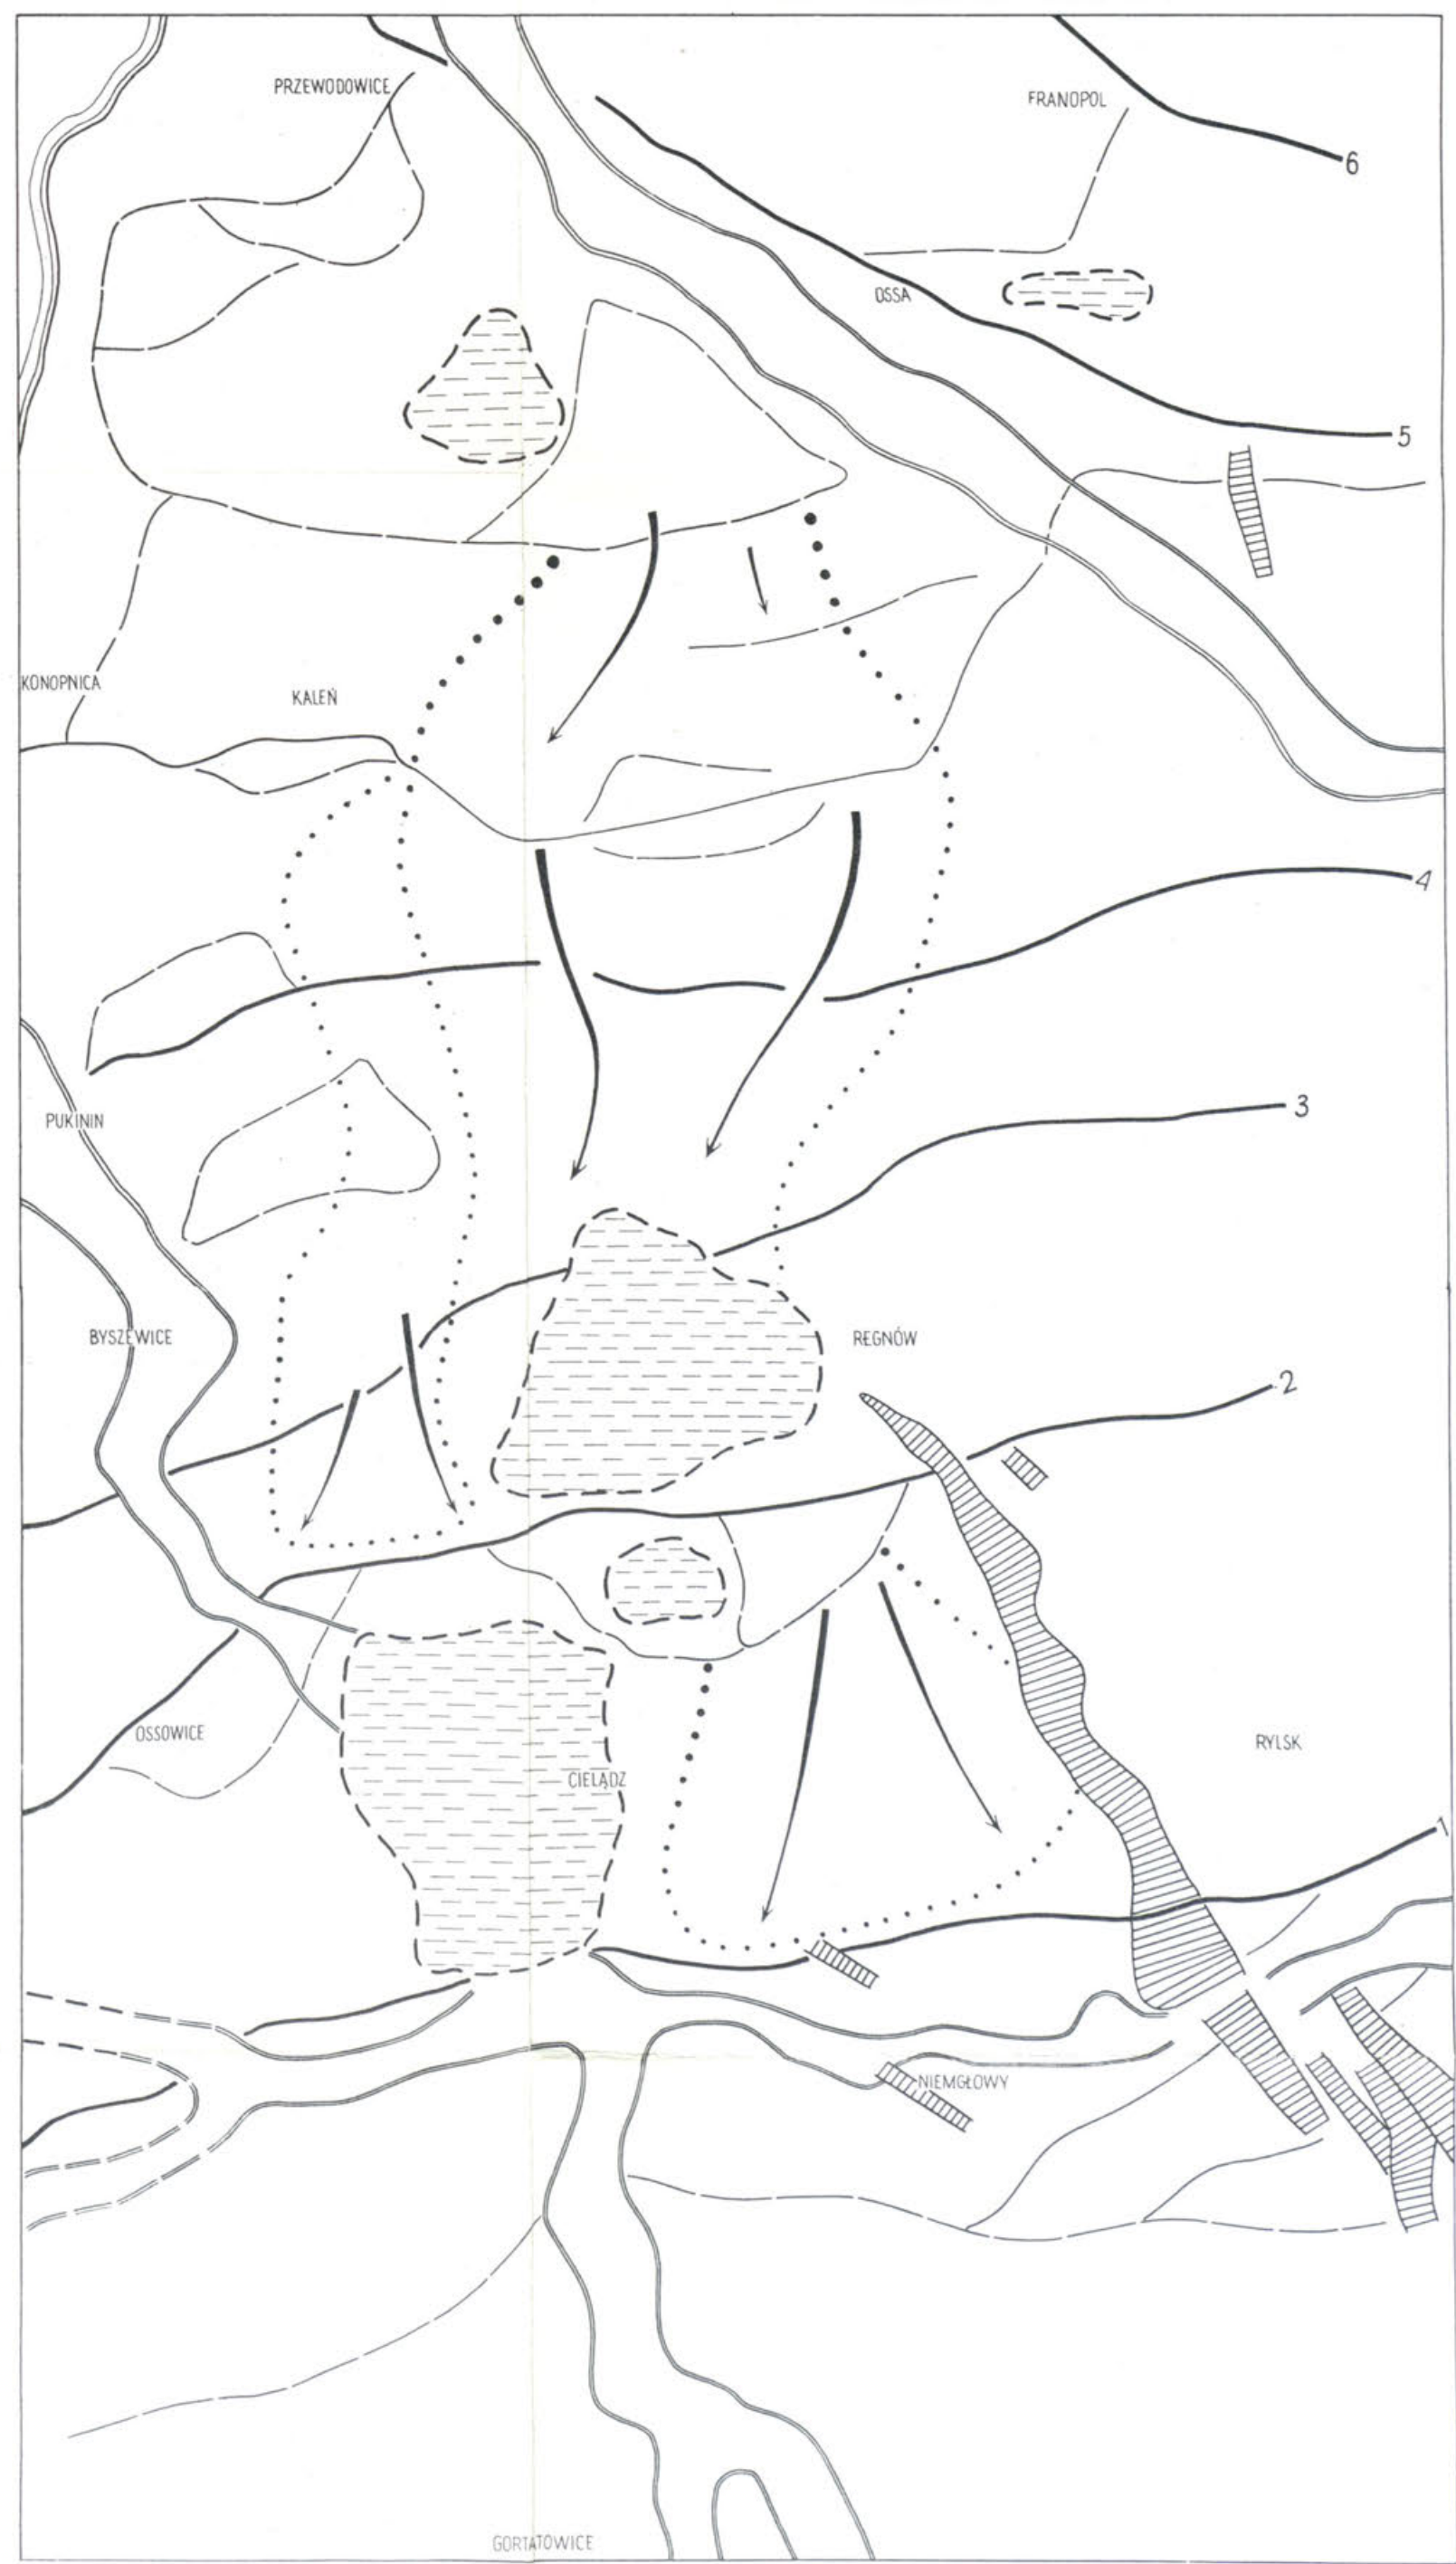 PRZEWODOWICE
FRANOPOL
6
OSSA
5
KONOPNICA
KALEŃ
4
3
PUKININ
BYSZEWICE
REGNÓW
2
OSSOWICE
RYLSK
CIELĄDZ
1
NIEMGŁOWY
GORTATOWICE